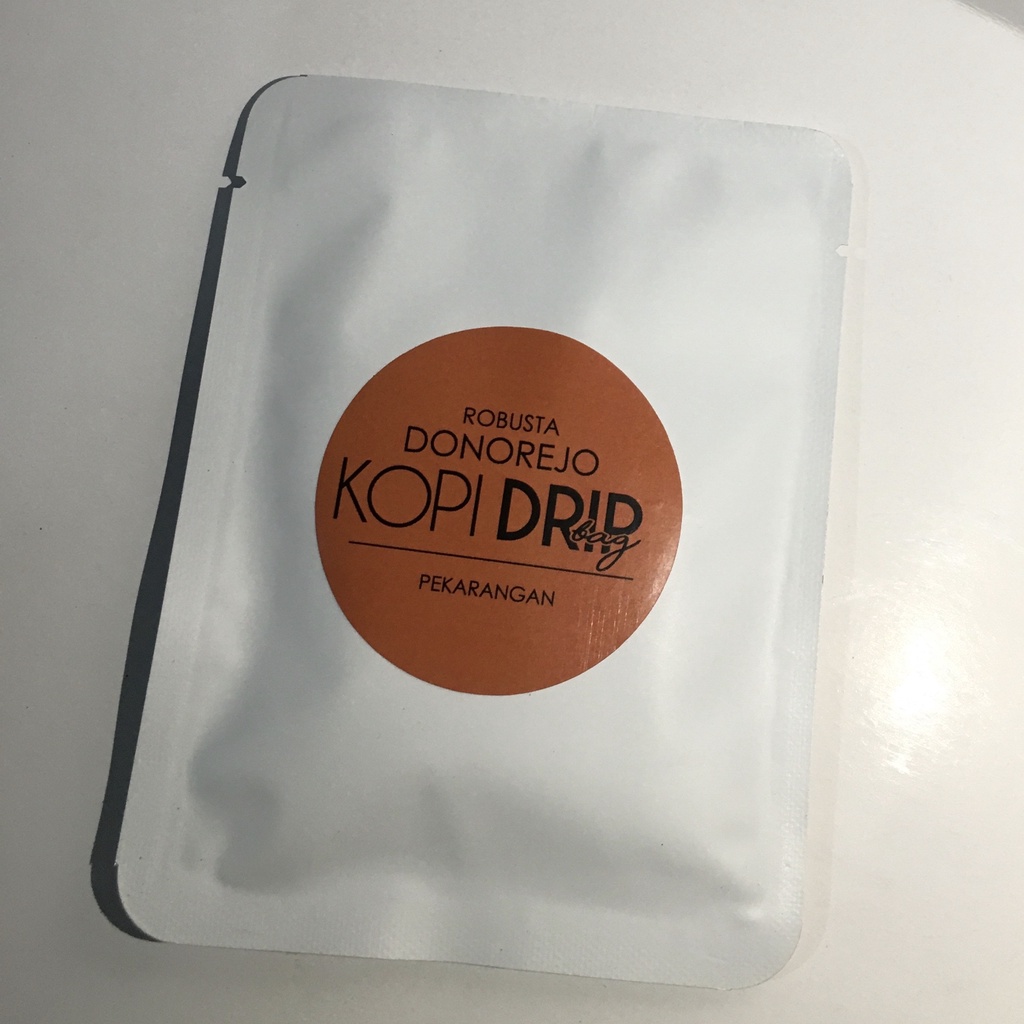 ROBUSTA
DONOREJO
KOPI DRIP
bag
PEKARANGAN